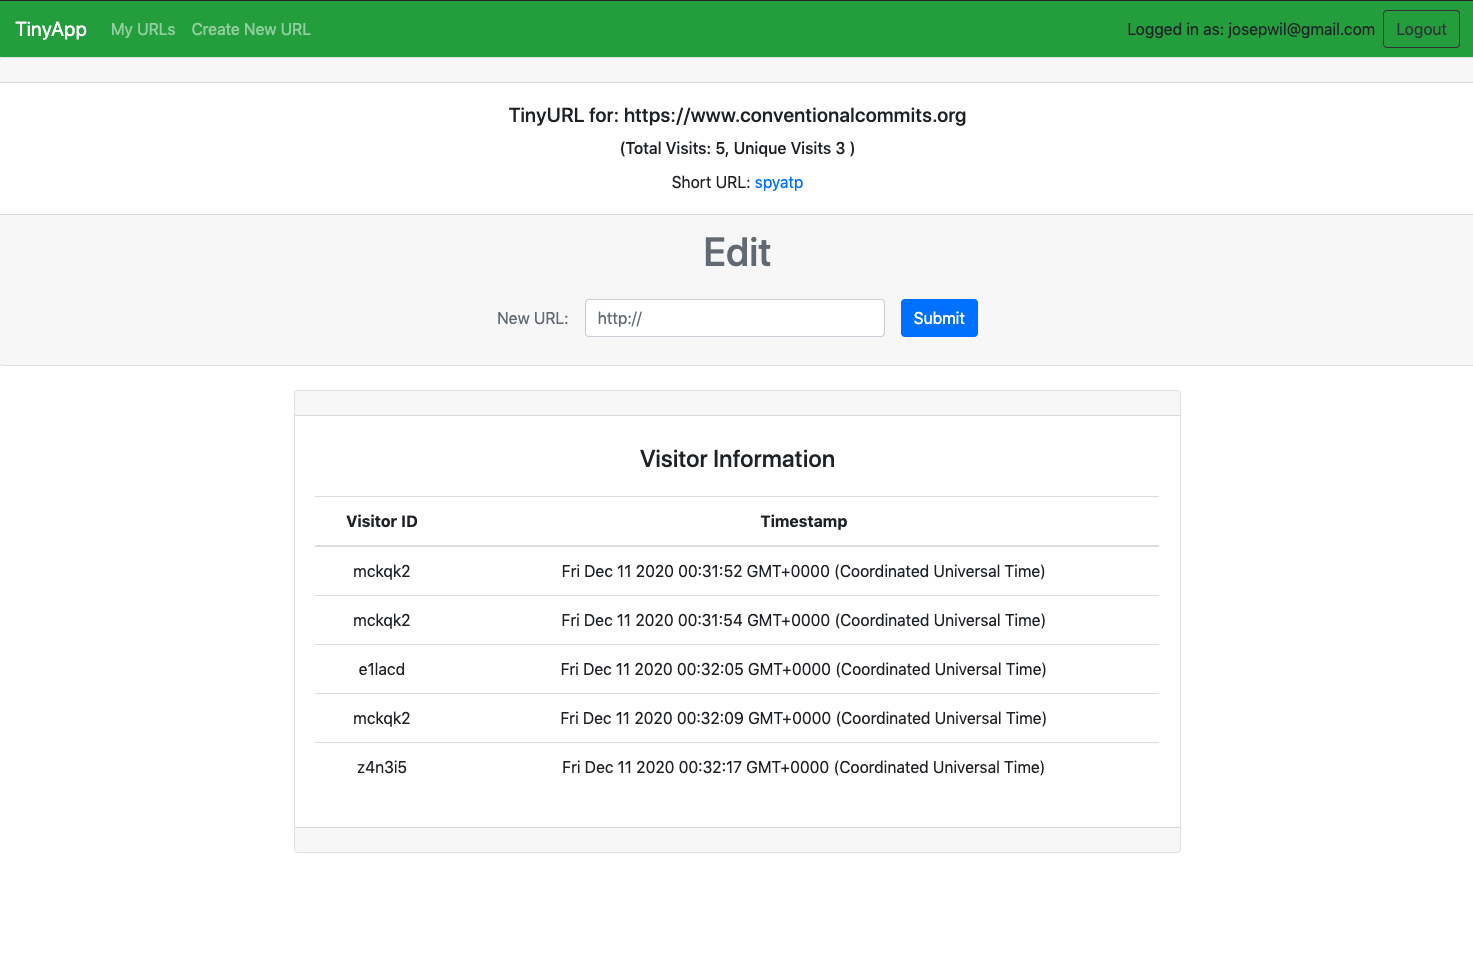 TinyApp My URLs Create New URL Logged in as: josepwil@gmail.com Logout
TinyURL for: https://www.conventionalcommits.org
(Total Visits: 5, Unique Visits 3 )
Short URL: spyatp
Edit
New URL: http:// Submit
Visitor Information
Visitor ID Timestamp
mckqk2 Fri Dec 11 2020 00:31:52 GMT+0000 (Coordinated Universal Time)
mckqk2 Fri Dec 11 2020 00:31:54 GMT+0000 (Coordinated Universal Time)
e1lacd Fri Dec 11 2020 00:32:05 GMT+0000 (Coordinated Universal Time)
mckqk2 Fri Dec 11 2020 00:32:09 GMT+0000 (Coordinated Universal Time)
z4n3i5 Fri Dec 11 2020 00:32:17 GMT+0000 (Coordinated Universal Time)